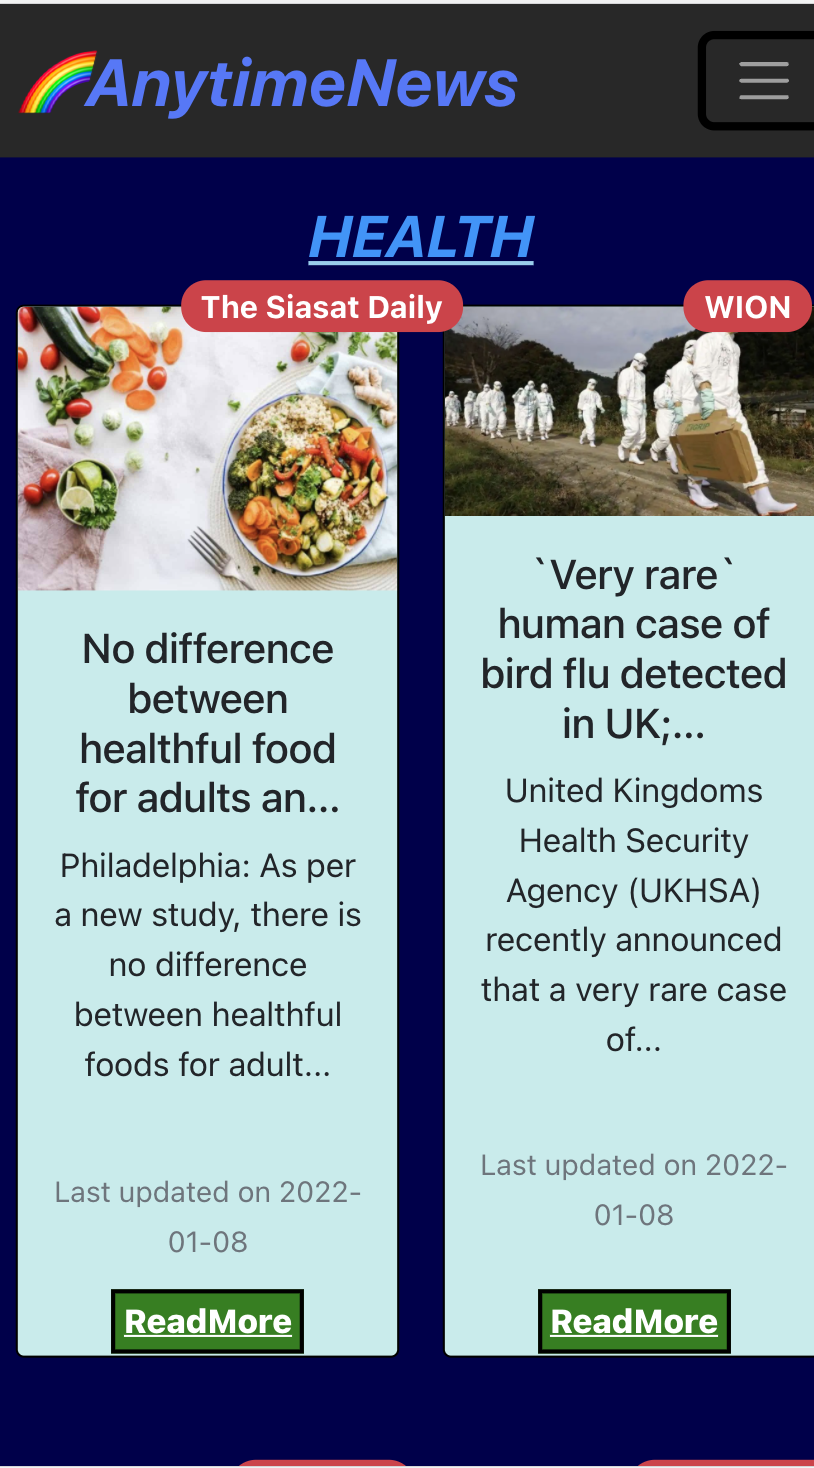 AnytimeNews
HEALTH
The Siasat Daily
No difference
between
healthful food
for adults an...
Philadelphia: As per
a new study, there is
no difference
between healthful
foods for adult...
Last updated on 2022-
01-08
ReadMore
WION
`Very rare`
human case of
bird flu detected
in UK;...
United Kingdoms
Health Security
Agency (UKHSA)
recently announced
that a very rare case
of...
Last updated on 2022-
01-08
ReadMore